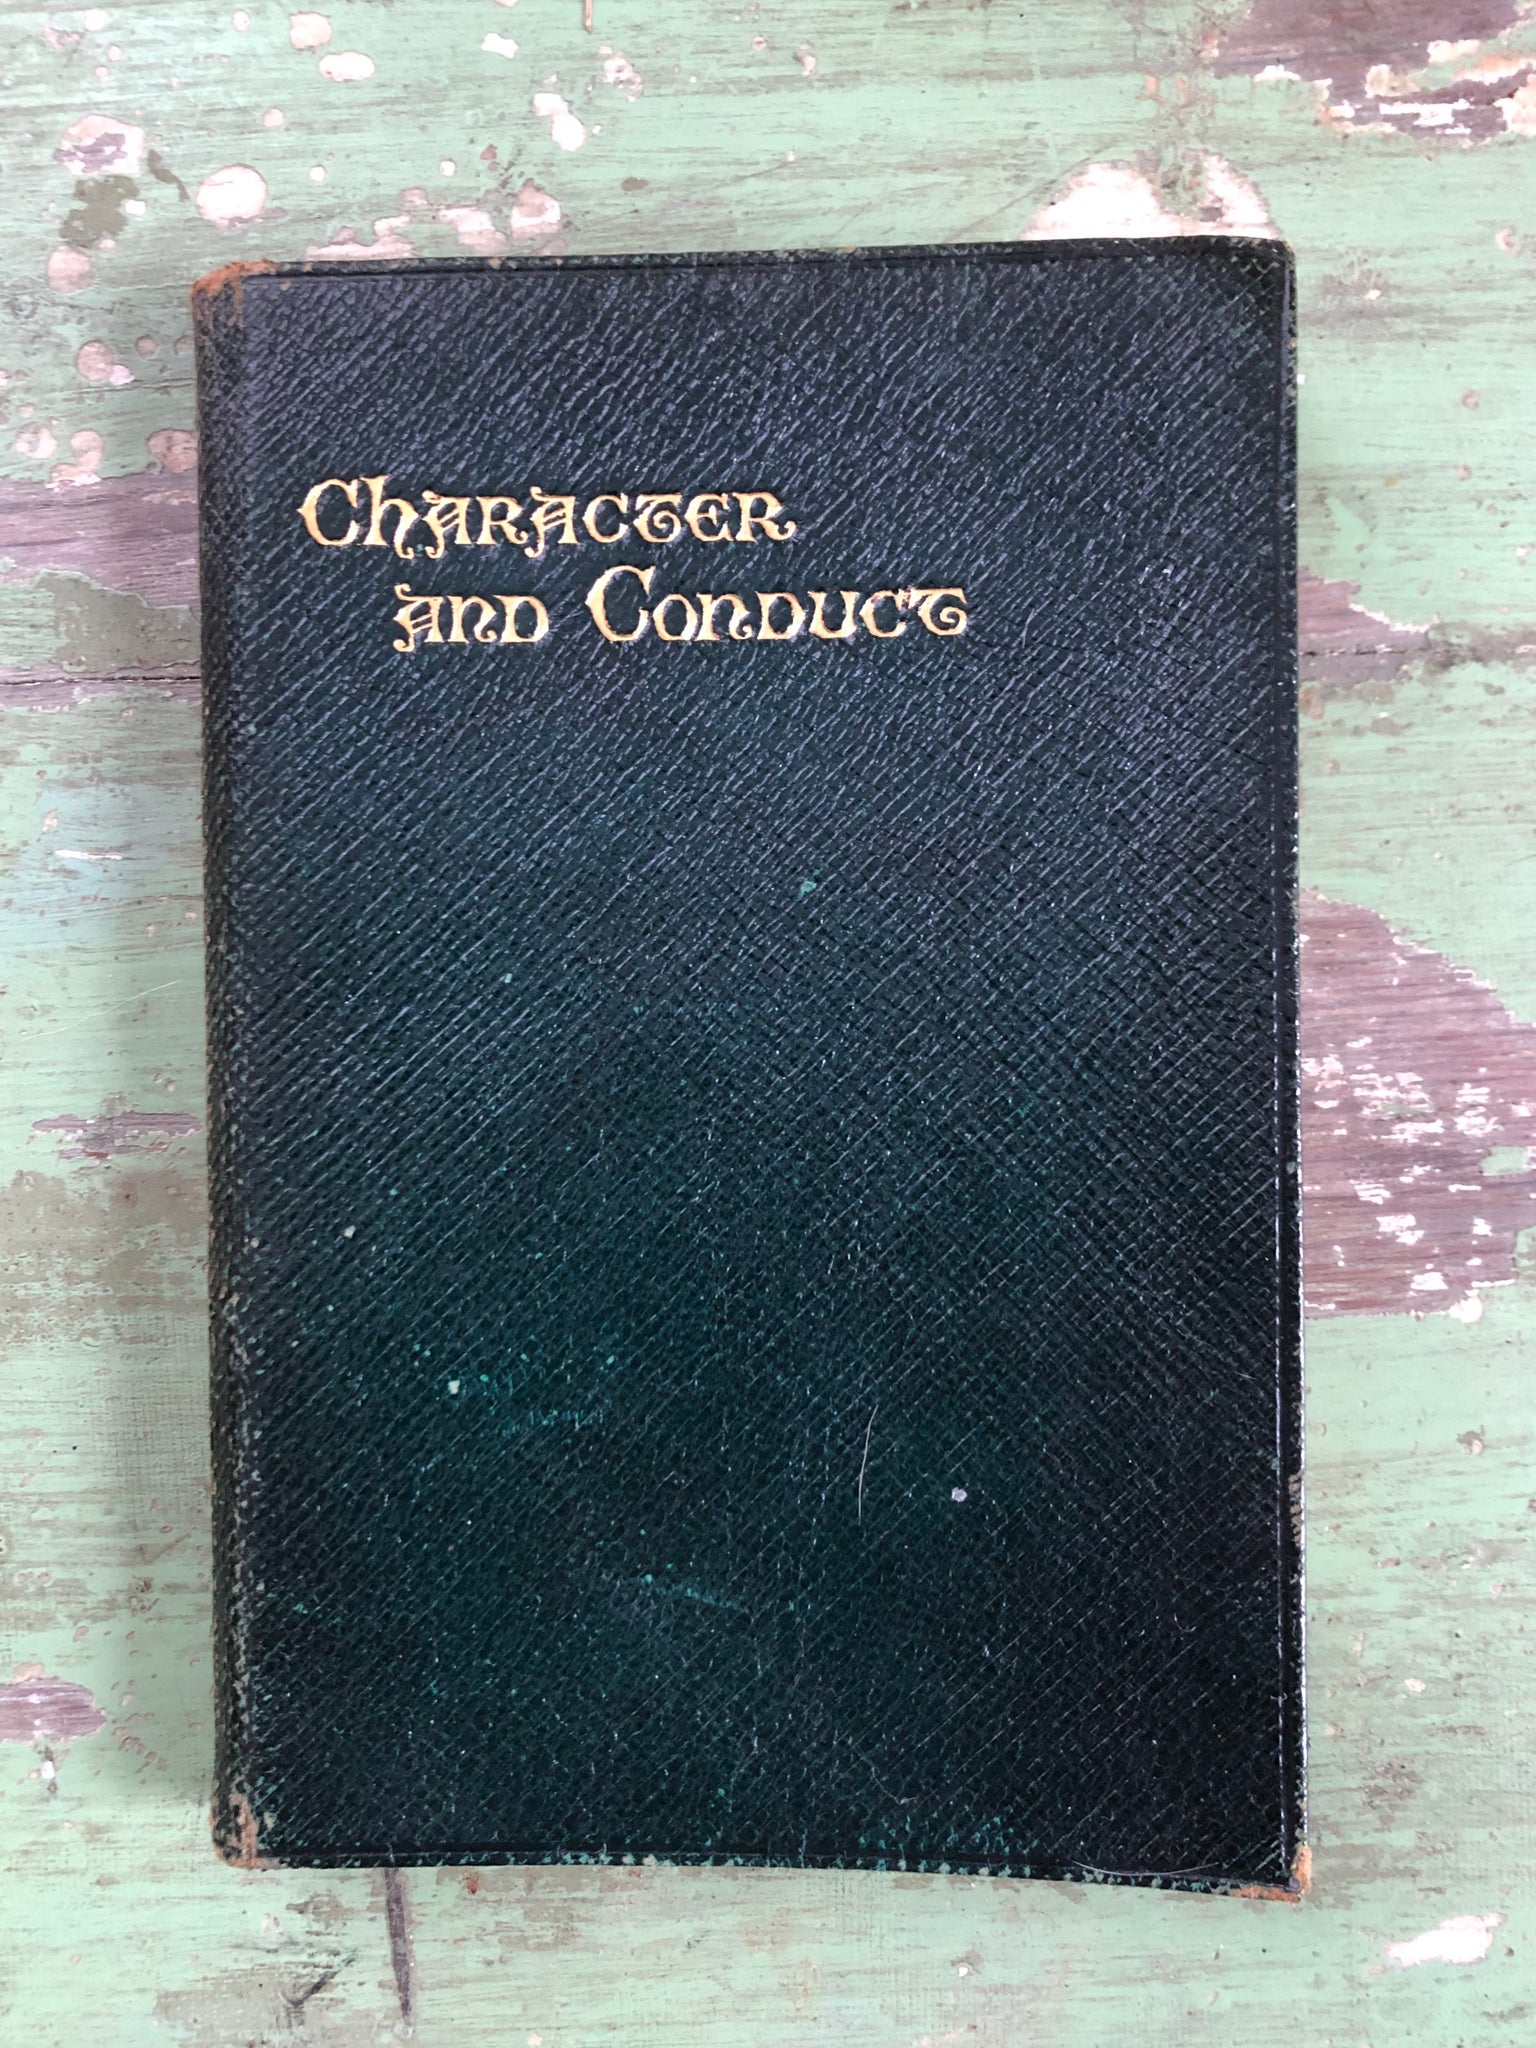 Character
and Conduct